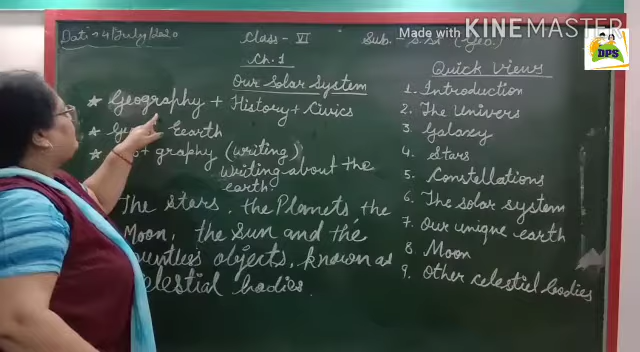 Date 4/July/2020
Class - VI
Sub.
(Geo.)
Made with KINEMASTER
DPS
Ch. 1
Our Solar System
★ Geography + History + Civics
★ Earth
★ + graphy (writing)
Writing about the
earth
The stars, the Planets the
Moon, the Sun and the
objects, known as
bodies.
Quick Views
1. Introduction
2. The Univers
3. Galaxy
4. Stars
5. Constellations
6. The solar system
7. Our unique earth
8 Moon
9. Other celestiel bodies